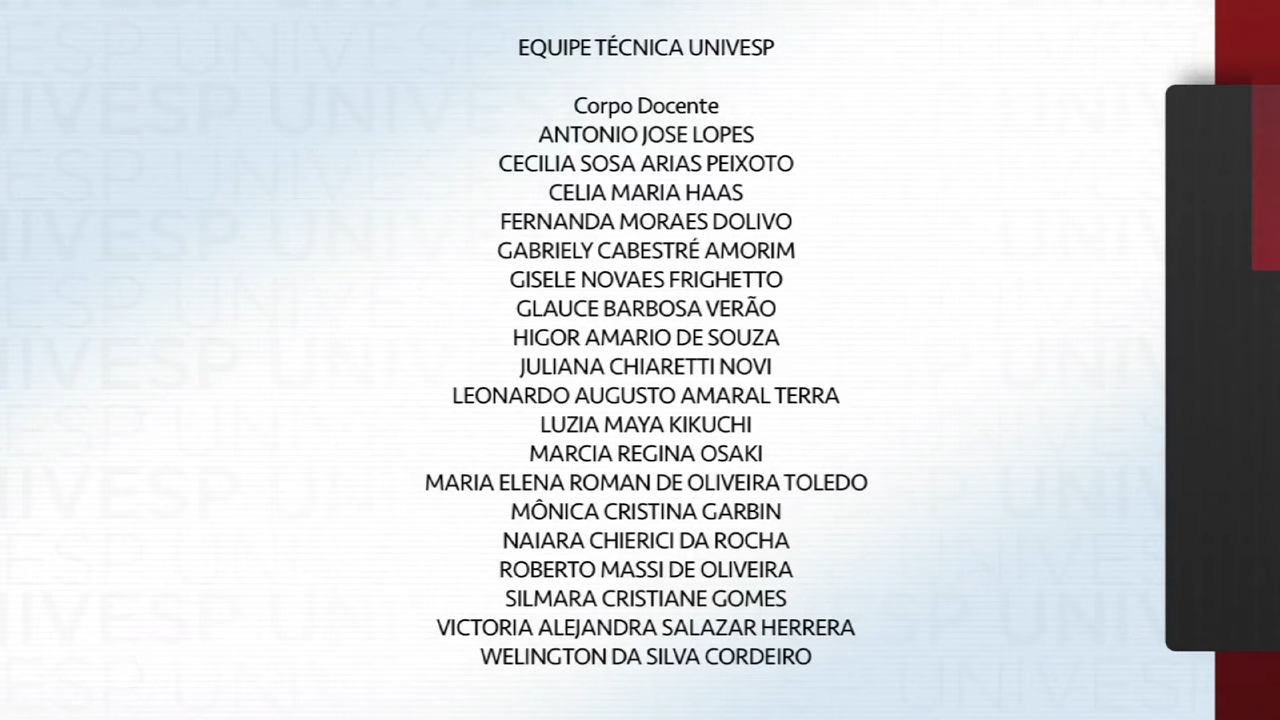 EQUIPE TÉCNICA UNIVESP
Corpo Docente
ANTONIO JOSE LOPES
CECILIA SOSA ARIAS PEIXOTO
CELIA MARIA HAAS
FERNANDA MORAES DOLIVO
GABRIELY CABESTRÉ AMORIM
GISELE NOVAES FRIGHETTO
GLAUCE BARBOSA VERÃO
HIGOR AMARIO DE SOUZA
JULIANA CHIARETTI NOVI
LEONARDO AUGUSTO AMARAL TERRA
LUZIA MAYA KIKUCHI
MARCIA REGINA OSAKI
MARIA ELENA ROMAN DE OLIVEIRA TOLEDO
MÔNICA CRISTINA GARBIN
NAIARA CHIERICI DA ROCHA
ROBERTO MASSI DE OLIVEIRA
SILMARA CRISTIANE GOMES
VICTORIA ALEJANDRA SALAZAR HERRERA
WELINGTON DA SILVA CORDEIRO